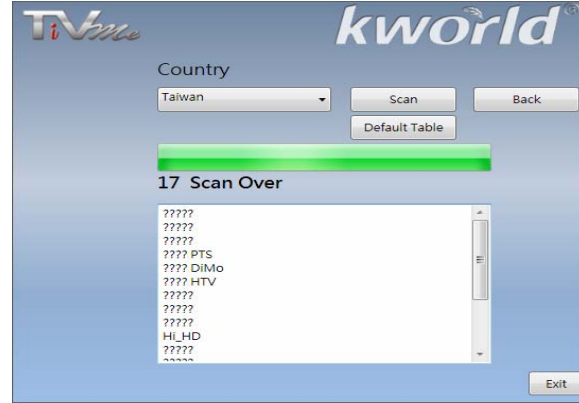 TiVme
kworld®
Country
Taiwan
Scan
Back
Default Table
17 Scan Over
?????
?????
?????
???? PTS
???? DiMo
???? HTV
?????
?????
?????
Hi_HD
?????
?????
Exit